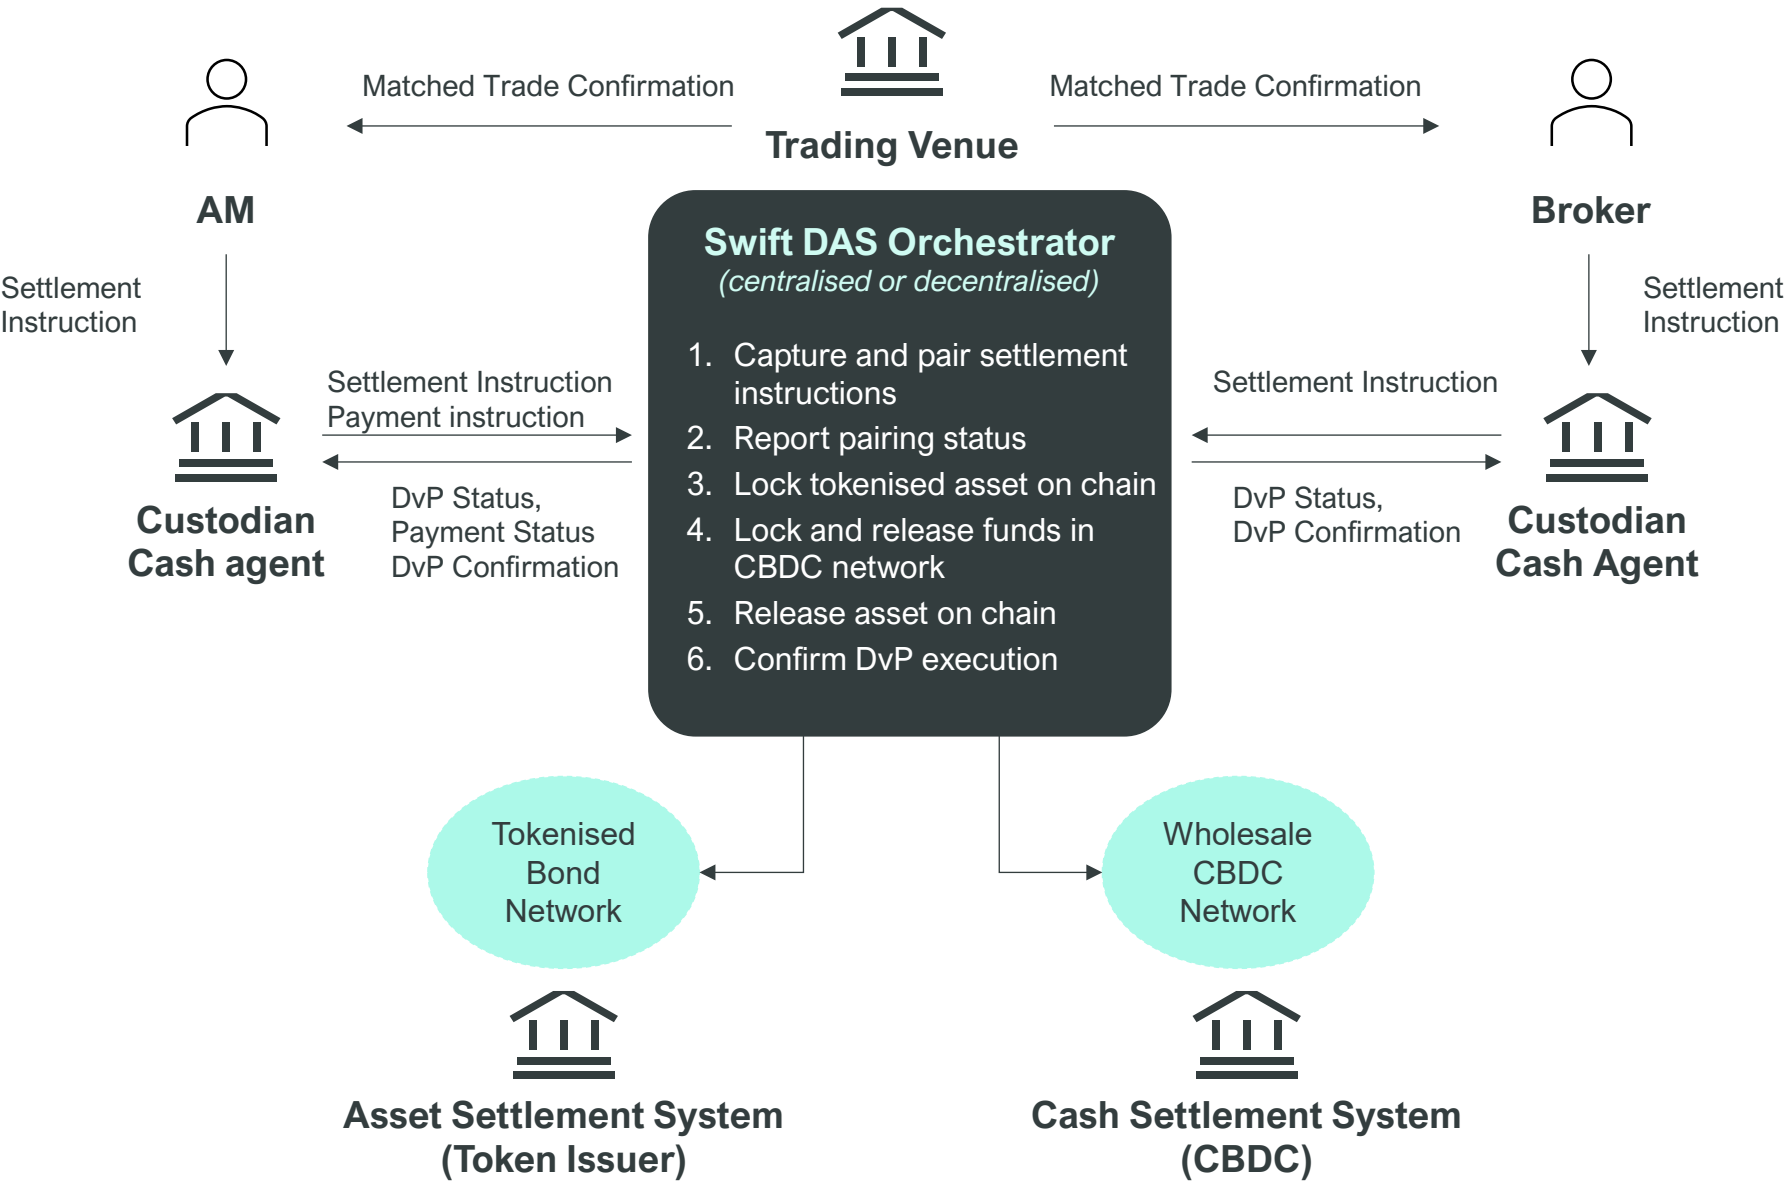 Matched Trade Confirmation
Matched Trade Confirmation
Trading Venue
AM
Broker
Settlement
Instruction
Settlement
Instruction
Swift DAS Orchestrator
(centralised or decentralised)
1. Capture and pair settlement
instructions
2. Report pairing status
3. Lock tokenised asset on chain
4. Lock and release funds in
CBDC network
5. Release asset on chain
6. Confirm DvP execution
Settlement Instruction
Payment instruction
DvP Status,
Payment Status
DvP Confirmation
Custodian
Cash agent
Settlement Instruction
DvP Status,
DvP Confirmation
Custodian
Cash Agent
Tokenised
Bond
Network
Wholesale
CBDC
Network
Asset Settlement System
(Token Issuer)
Cash Settlement System
(CBDC)